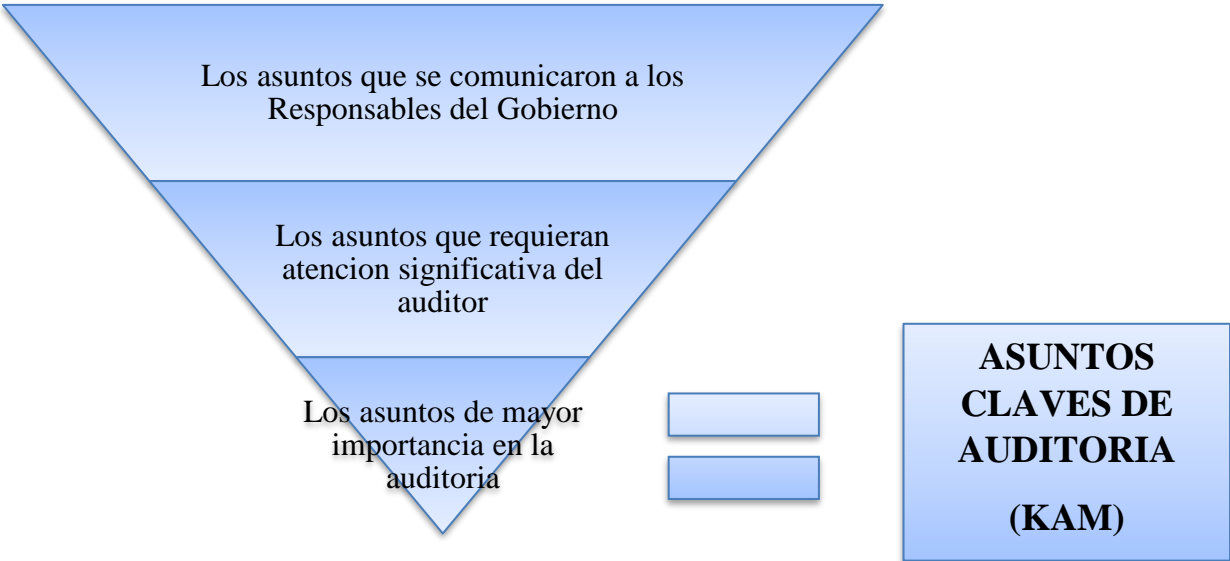 Los asuntos que se comunicaron a los
Responsables del Gobierno
Los asuntos que requieran
atencion significativa del
auditor
Los asuntos de mayor
importancia en la
auditoria
ASUNTOS
CLAVES DE
AUDITORIA
(KAM)